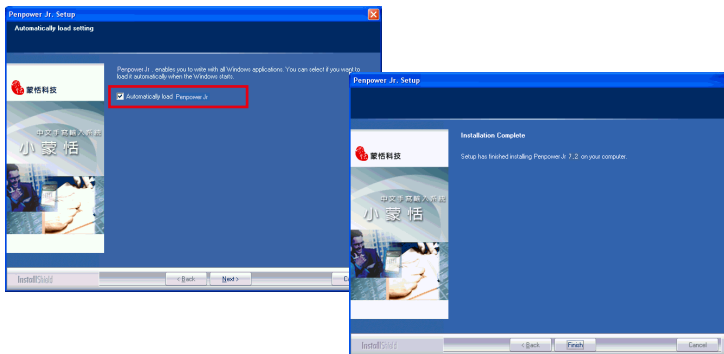 Penpower Jr. Setup
Automatically load setting
Penpower Jr. enables you to write with all Windows applications. You can select if you want to
load it automatically when the Windows starts.
蒙恬科技
Automatically load Penpower Jr
中文手寫輸入系統
小蒙恬
InstallShield
< Back
Next >
Penpower Jr. Setup
Installation Complete
Setup has finished installing Penpower Jr 7.2 on your computer.
蒙恬科技
中文手寫輸入系統
小蒙恬
InstallShield
< Back
Finish
Cancel